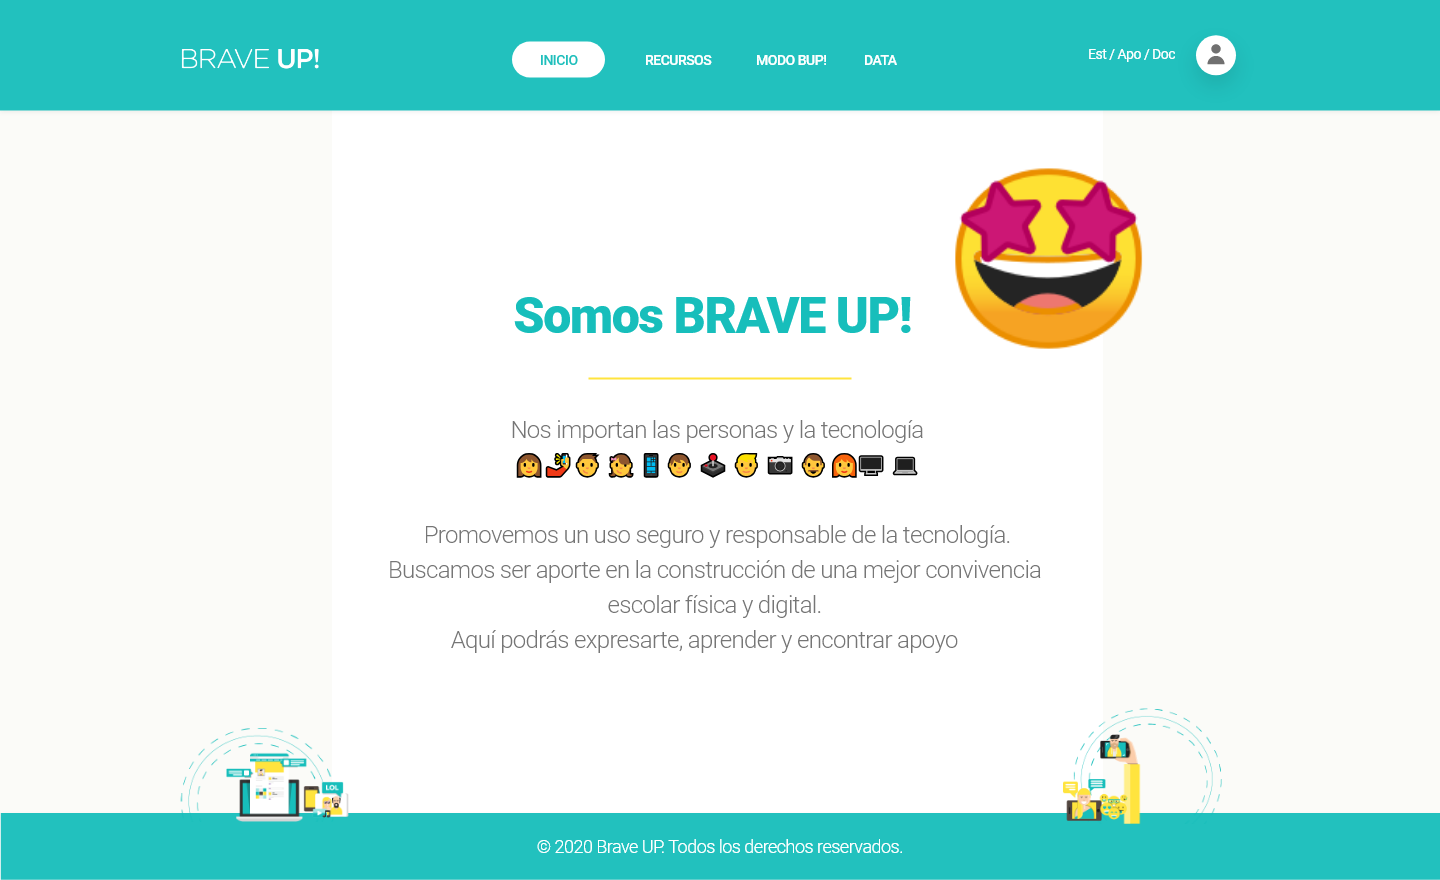 BRAVE UP!
INICIO
RECURSOS
MODO BUP!
DATA
Est / Apo / Doc
Somos BRAVE UP!
Nos importan las personas y la tecnología
Promovemos un uso seguro y responsable de la tecnología.
Buscamos ser aporte en la construcción de una mejor convivencia
escolar física y digital.
Aquí podrás expresarte, aprender y encontrar apoyo
LOL
© 2020 Brave UP. Todos los derechos reservados.